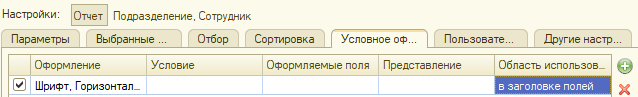 Настройки: Отчет Подразделение, Сотрудник
Параметры Выбранные ... Отбор Сортировка Условное оф... Пользовате... Другие настр...
Оформление Условие Оформляемые поля Представление Область использов...
Шрифт, Горизонтал... в заголовке полей